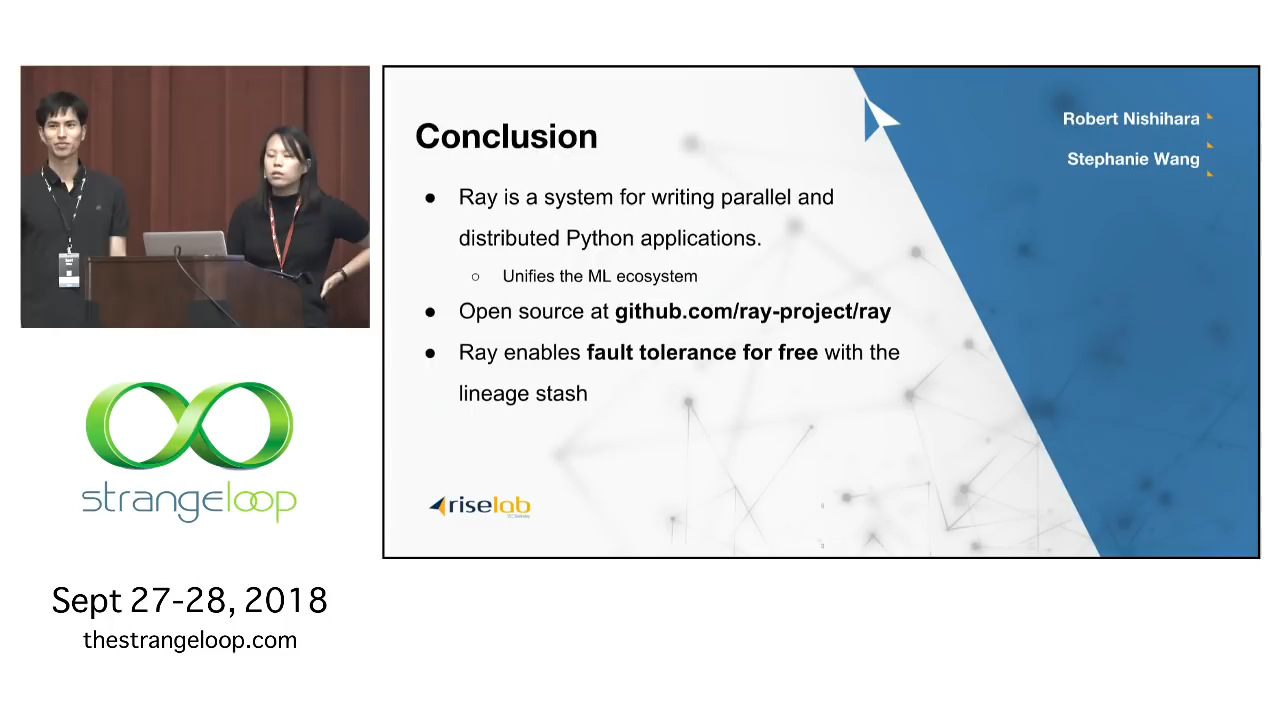 Conclusion
● Ray is a system for writing parallel and
distributed Python applications.
○ Unifies the ML ecosystem
● Open source at github.com/ray-project/ray
● Ray enables fault tolerance for free with the
lineage stash
riselab
Robert Nishihara
Stephanie Wang
strangeloop
Sept 27-28, 2018
thestrangeloop.com